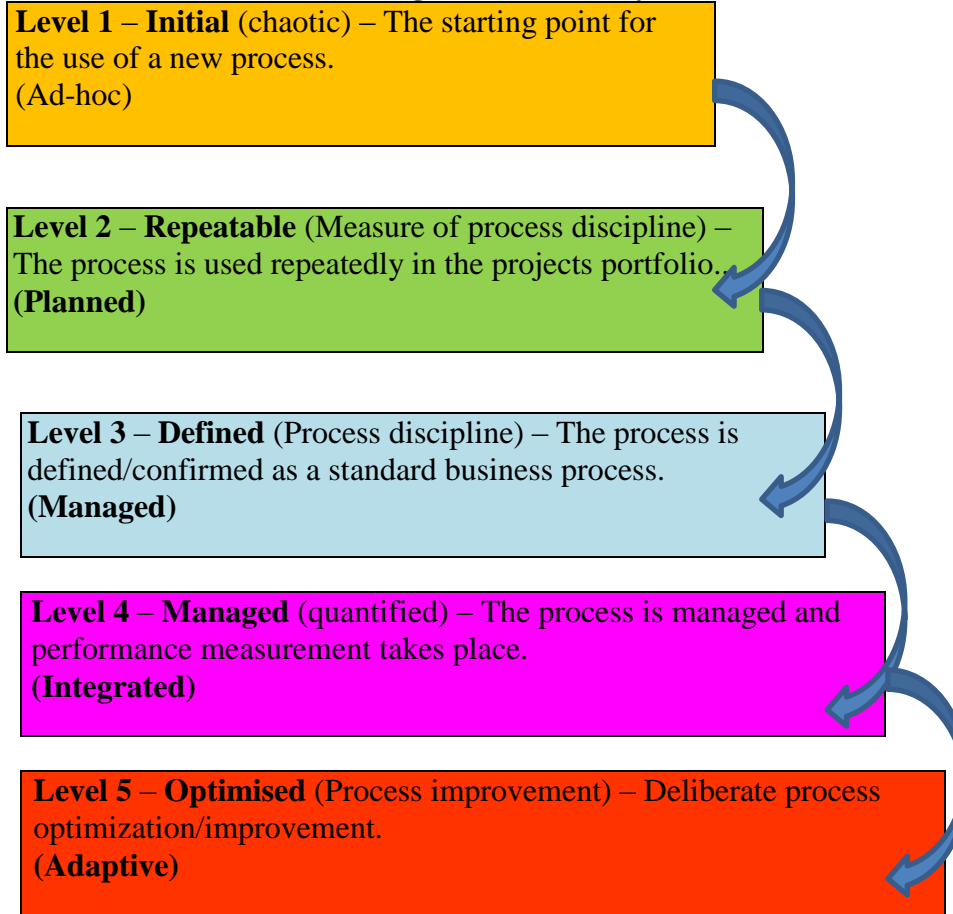 Level 1 – Initial (chaotic) – The starting point for
the use of a new process.
(Ad-hoc)
Level 2 – Repeatable (Measure of process discipline) –
The process is used repeatedly in the projects portfolio..
(Planned)
Level 3 – Defined (Process discipline) – The process is
defined/confirmed as a standard business process.
(Managed)
Level 4 – Managed (quantified) – The process is managed and
performance measurement takes place.
(Integrated)
Level 5 – Optimised (Process improvement) – Deliberate process
optimization/improvement.
(Adaptive)